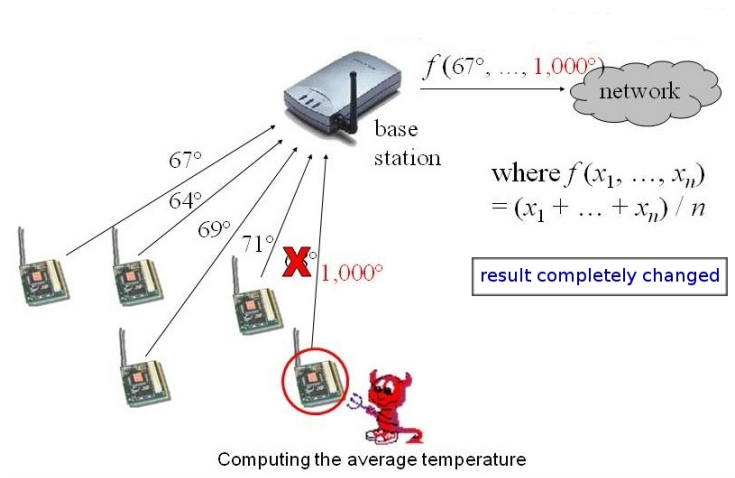 f(67°, ..., 1,000°)
network
base
station
67°
64°
69°
71°
1,000°
where f(x₁, ..., xₙ)
= (x₁ + ... + xₙ) / n
result completely changed
Computing the average temperature